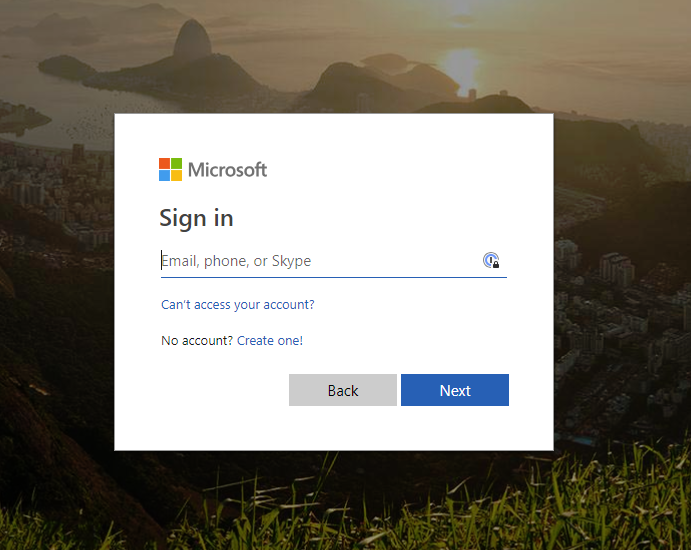 Microsoft
Sign in
Email, phone, or Skype
Can't access your account?
No account? Create one!
Back Next